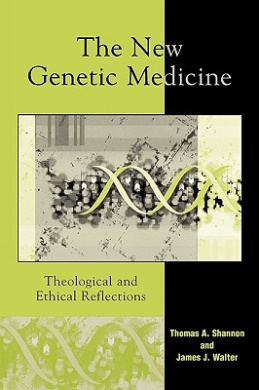 The New
Genetic Medicine
Theological and
Ethical Reflections
Thomas A. Shannon
and
James J. Walter